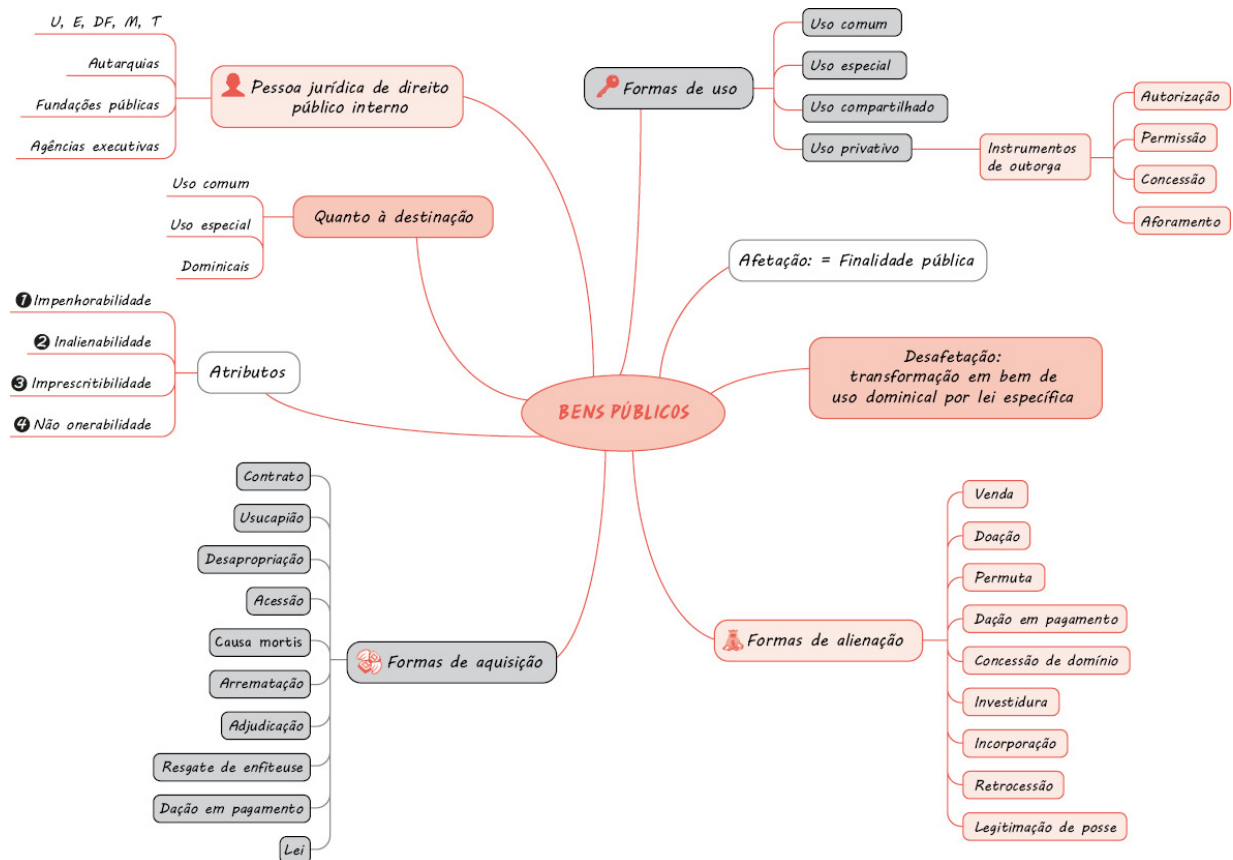 U, E, DF, M, T
Autarquias
Fundações públicas
Agências executivas
Pessoa jurídica de direito
público interno
Uso comum
Uso especial
Dominicais
Quanto à destinação
1 Impenhorabilidade
2 Inalienabilidade
3 Imprescritibilidade
4 Não onerabilidade
Atributos
BENS PÚBLICOS
Formas de uso
Uso comum
Uso especial
Uso compartilhado
Uso privativo
Instrumentos
de outorga
Autorização
Permissão
Concessão
Aforamento
Afetação: = Finalidade pública
Desafetação:
transformação em bem de
uso dominical por lei específica
Contrato
Usucapião
Desapropriação
Acessão
Causa mortis
Arrematação
Adjudicação
Resgate de enfiteuse
Dação em pagamento
Lei
Formas de aquisição
Formas de alienação
Venda
Doação
Permuta
Dação em pagamento
Concessão de domínio
Investidura
Incorporação
Retrocessão
Legitimação de posse